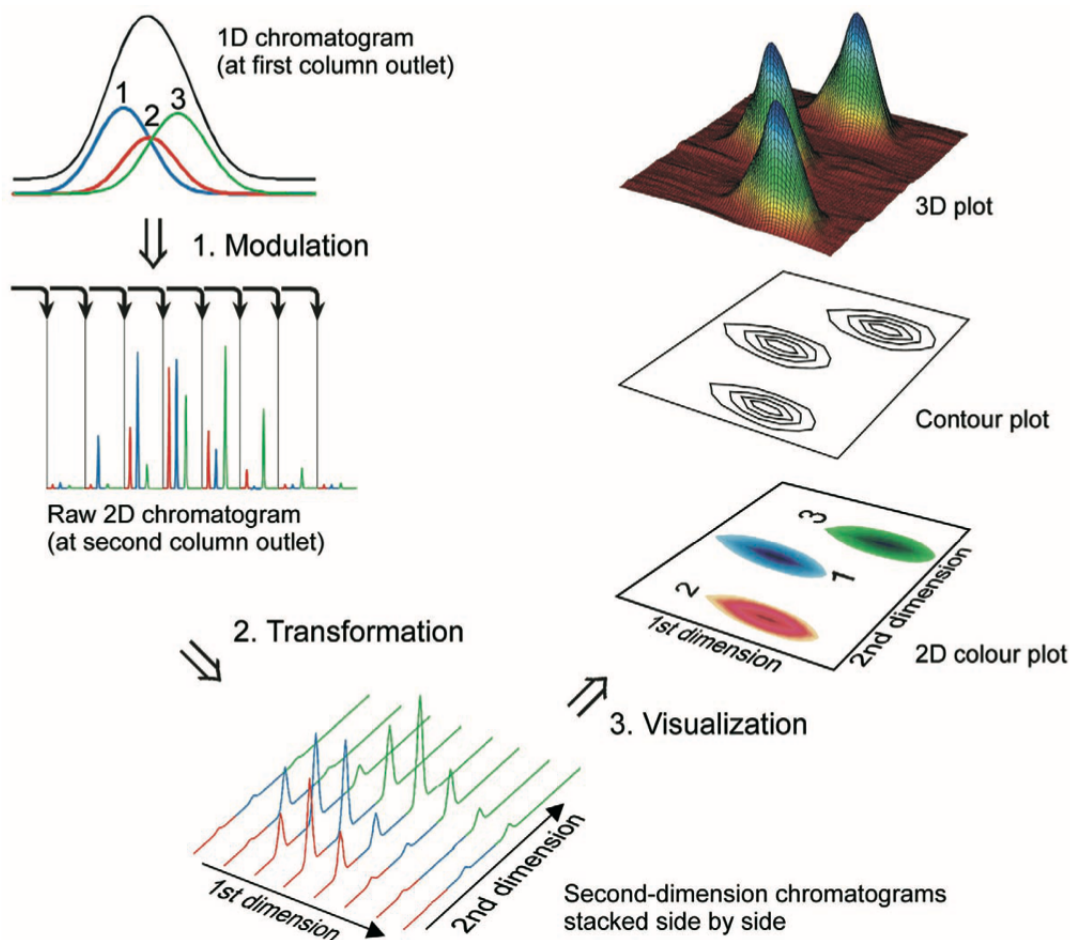 1D chromatogram
(at first column outlet)
1
2
3
1. Modulation
Raw 2D chromatogram
(at second column outlet)
2. Transformation
1st dimension
2nd dimension
Second-dimension chromatograms
stacked side by side
3. Visualization
3D plot
Contour plot
3
1
2
1st dimension
2nd dimension
2D colour plot